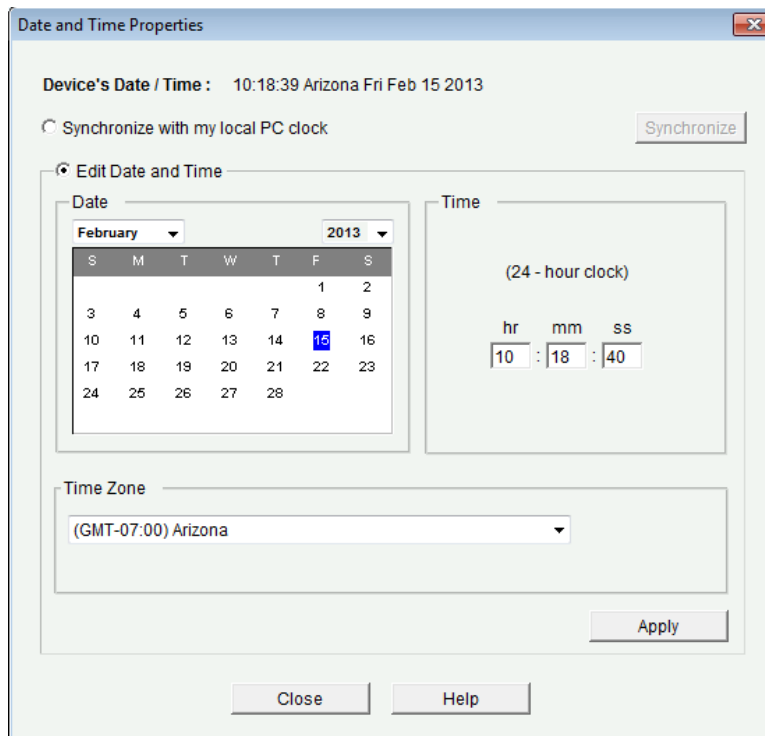 Date and Time Properties
Device's Date / Time : 10:18:39 Arizona Fri Feb 15 2013
Synchronize with my local PC clock Synchronize
Edit Date and Time
Date Time
February 2013
S M T W T F S
(24 - hour clock)
1 2
3 4 5 6 7 8 9
hr mm ss
10 11 12 13 14 15 16
10 : 18 : 40
17 18 19 20 21 22 23
24 25 26 27 28
Time Zone
(GMT-07:00) Arizona
Apply
Close Help